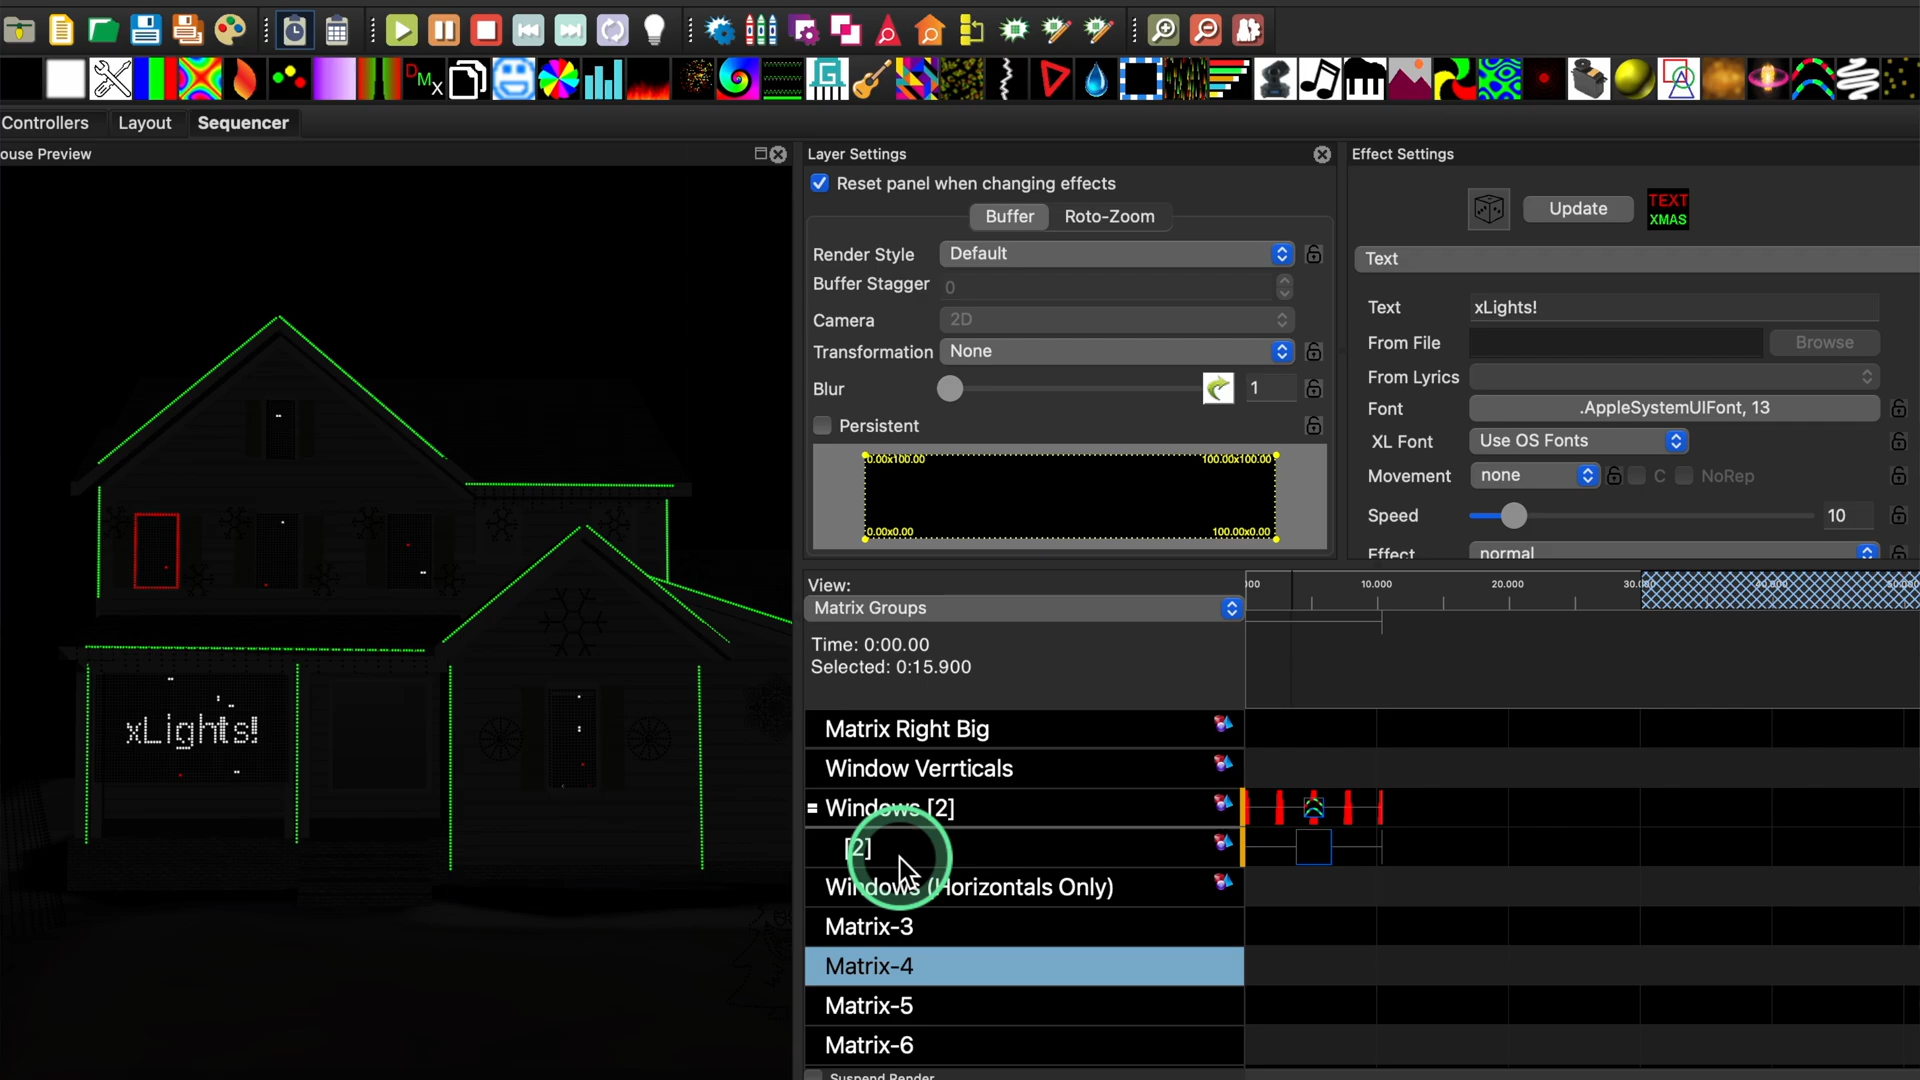 DMX
Controllers Layout Sequencer
ouse Preview
Layer Settings
Effect Settings
Reset panel when changing effects
Buffer Roto-Zoom
Update
TEXT
XMAS
Render Style Default
Text
Buffer Stagger 0
Text xLights!
Camera 2D
From File Browse
Transformation None
From Lyrics
Blur 1
Font .AppleSystemUIFont, 13
Persistent
XL Font Use OS Fonts
0.00x100.00 100.00x100.00
Movement none C NoRep
0.00x0.00 100.00x0.00
Speed 10
Effect normal
View:
Matrix Groups
10.000 20.000
Time: 0:00.00
Selected: 0:15.900
Matrix Right Big
xLights!
Window Verrticals
Windows [2]
[2]
Windows (Horizontals Only)
Matrix-3
Matrix-4
Matrix-5
Matrix-6
Suspend Render